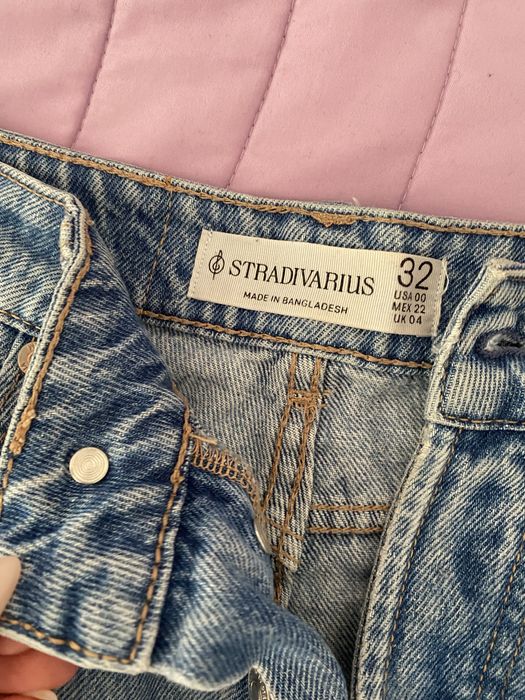 STRADIVARIUS
MADE IN BANGLADESH
32
USA 00
MEX 22
UK 04